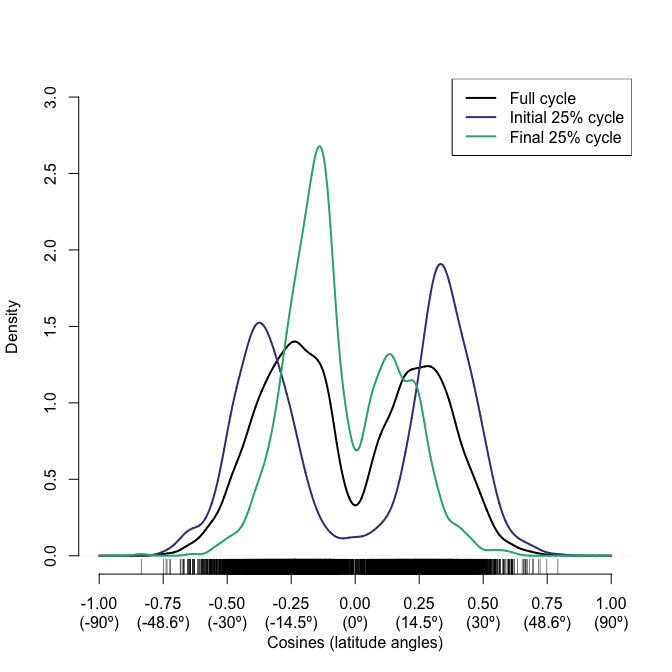 Full cycle
Initial 25% cycle
Final 25% cycle
3.0
2.5
2.0
1.5
1.0
0.5
0.0
Density
-1.00 -0.75 -0.50 -0.25 0.00 0.25 0.50 0.75 1.00
(-90º) (-48.6º) (-30º) (-14.5º) (0º) (14.5º) (30º) (48.6º) (90º)
Cosines (latitude angles)